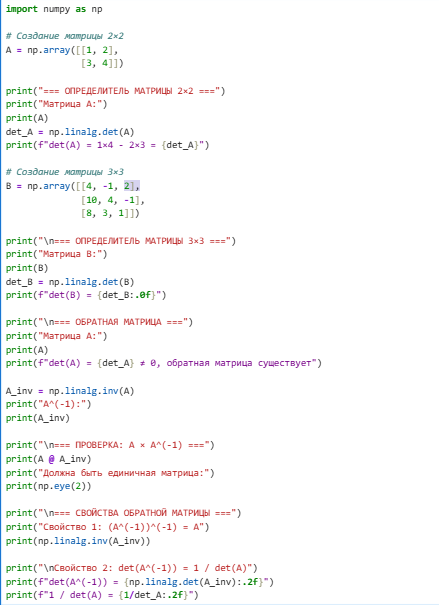 import numpy as np
# Создание матрицы 2×2
A = np.array([[1, 2],
[3, 4]])
print("=== ОПРЕДЕЛИТЕЛЬ МАТРИЦЫ 2×2 ===")
print("Матрица A:")
print(A)
det_A = np.linalg.det(A)
print(f"det(A) = 1×4 - 2×3 = {det_A}")
# Создание матрицы 3×3
B = np.array([[4, -1, 2],
[10, 4, -1],
[8, 3, 1]])
print("\n=== ОПРЕДЕЛИТЕЛЬ МАТРИЦЫ 3×3 ===")
print("Матрица B:")
print(B)
det_B = np.linalg.det(B)
print(f"det(B) = {det_B:.0f}")
print("\n=== ОБРАТНАЯ МАТРИЦА ===")
print("Матрица A:")
print(A)
print(f"det(A) = {det_A} ≠ 0, обратная матрица существует")
A_inv = np.linalg.inv(A)
print("A^(-1):")
print(A_inv)
print("\n=== ПРОВЕРКА: A × A^(-1) ===")
print(A @ A_inv)
print("Должна быть единичная матрица:")
print(np.eye(2))
print("\n=== СВОЙСТВА ОБРАТНОЙ МАТРИЦЫ ===")
print("Свойство 1: (A^(-1))^(-1) = A")
print(np.linalg.inv(A_inv))
print("\nСвойство 2: det(A^(-1)) = 1 / det(A)")
print(f"det(A^(-1)) = {np.linalg.det(A_inv):.2f}")
print(f"1 / det(A) = {1/det_A:.2f}")